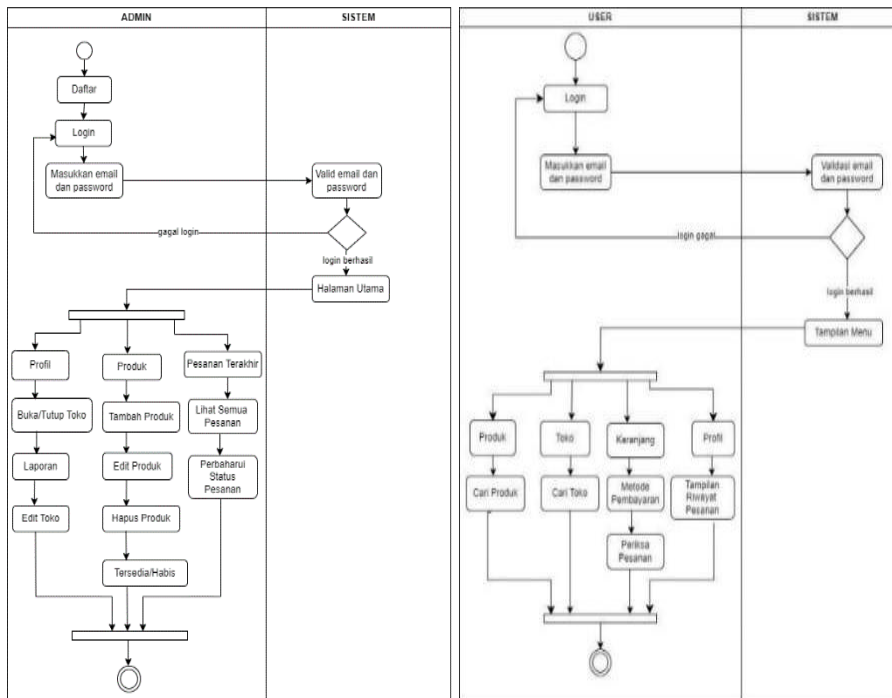 ADMIN
SISTEM
Daftar
Login
Masukkan email
dan password
Valid email dan
password
gagal login
login berhasil
Halaman Utama
Profil
Produk
Pesanan Terakhir
Buka/Tutup Toko
Tambah Produk
Lihat Semua
Pesanan
Laporan
Edit Produk
Perbaharui
Status
Pesanan
Edit Toko
Hapus Produk
Tersedia/Habis
USER
SISTEM
Login
Masukkan email
dan password
Validasi email dan
password
login gagal
login berhasil
Tampilan Menu
Produk
Toko
Keranjang
Profil
Cari Produk
Cari Toko
Metode
Pembayaran
Tampilan
Riwayat
Pesanan
Periksa
Pesanan